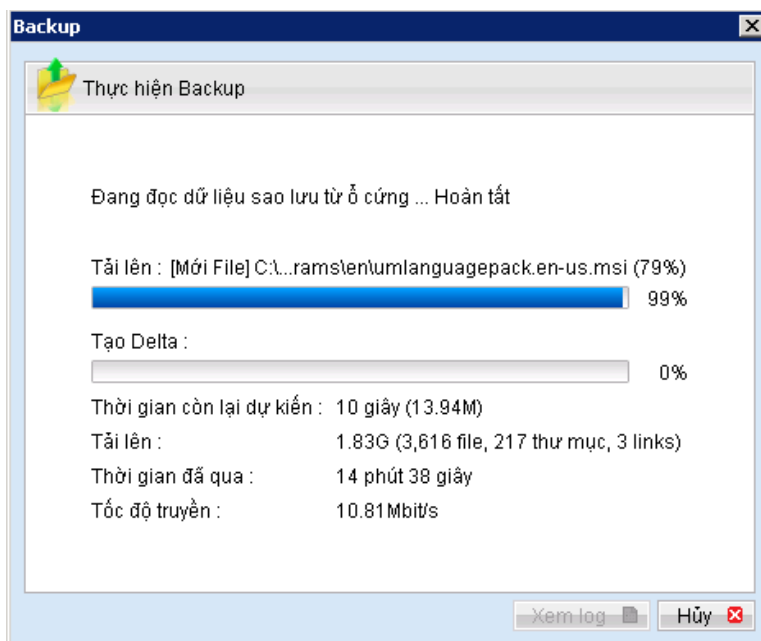 Backup
Thực hiện Backup
Đang đọc dữ liệu sao lưu từ ổ cứng ... Hoàn tất
Tải lên : [Mới File] C:\...rams\en\umlanguagepack.en-us.msi (79%)
99%
Tạo Delta :
0%
Thời gian còn lại dự kiến : 10 giây (13.94M)
Tải lên : 1.83G (3,616 file, 217 thư mục, 3 links)
Thời gian đã qua : 14 phút 38 giây
Tốc độ truyền : 10.81Mbit/s
Xem log Hủy